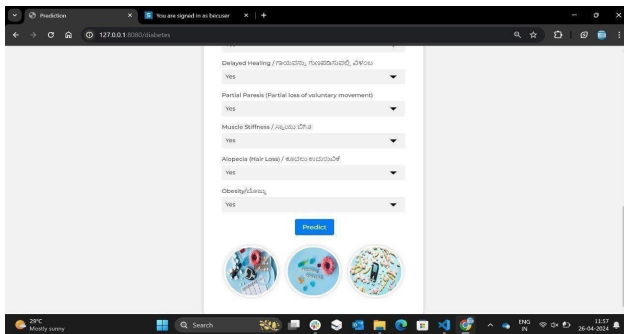 Prediction
You are signed in as becuser
127.0.0.1:8080/diabetes
Delayed Healing / ಗಾಯವನ್ನು ಗುಣಪಡಿಸುವಲ್ಲಿ ವಿಳಂಬ
Yes
Partial Paresis (Partial loss of voluntary movement)
Yes
Muscle Stiffness / ಸ್ನಾಯು ಬಿಗಿತ
Yes
Alopecia (Hair Loss) / ಕೂದಲು ಉದುರುವಿಕೆ
Yes
Obesity/ಬೊಜ್ಜು
Yes
Predict
29°C
Mostly sunny
Search
ENG
IN
11:57
26-04-2024